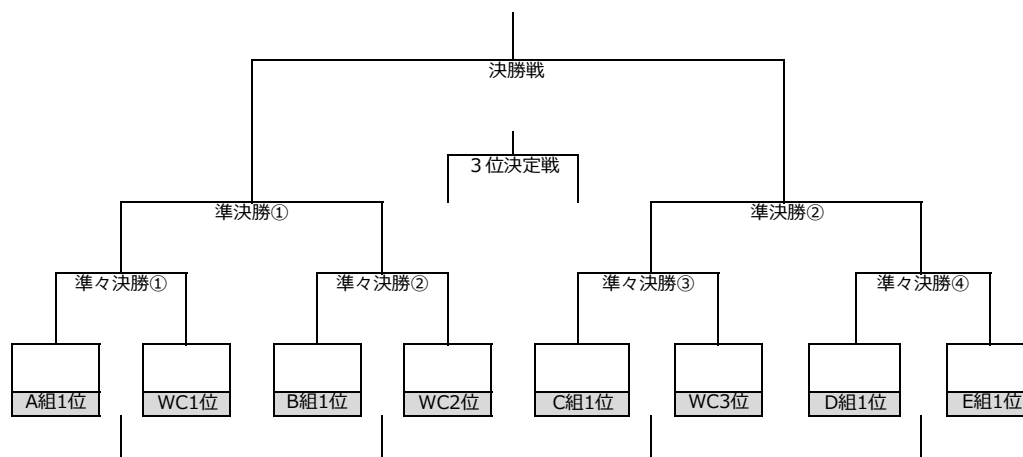 決勝戦
３位決定戦
準決勝①
準決勝②
準々決勝①
準々決勝②
準々決勝③
準々決勝④
A組1位
WC1位
B組1位
WC2位
C組1位
WC3位
D組1位
E組1位